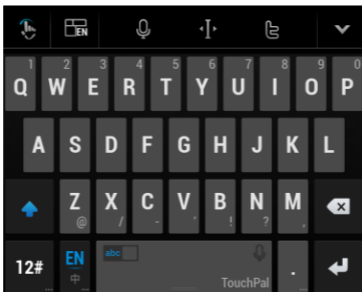 EN
1 2 3 4 5 6 7 8 9 0
Q W E R T Y U I O P
A S D F G H J K L
Z X C V B N M
@ / - ' ! ? ,
12# EN abc .
中 TouchPal